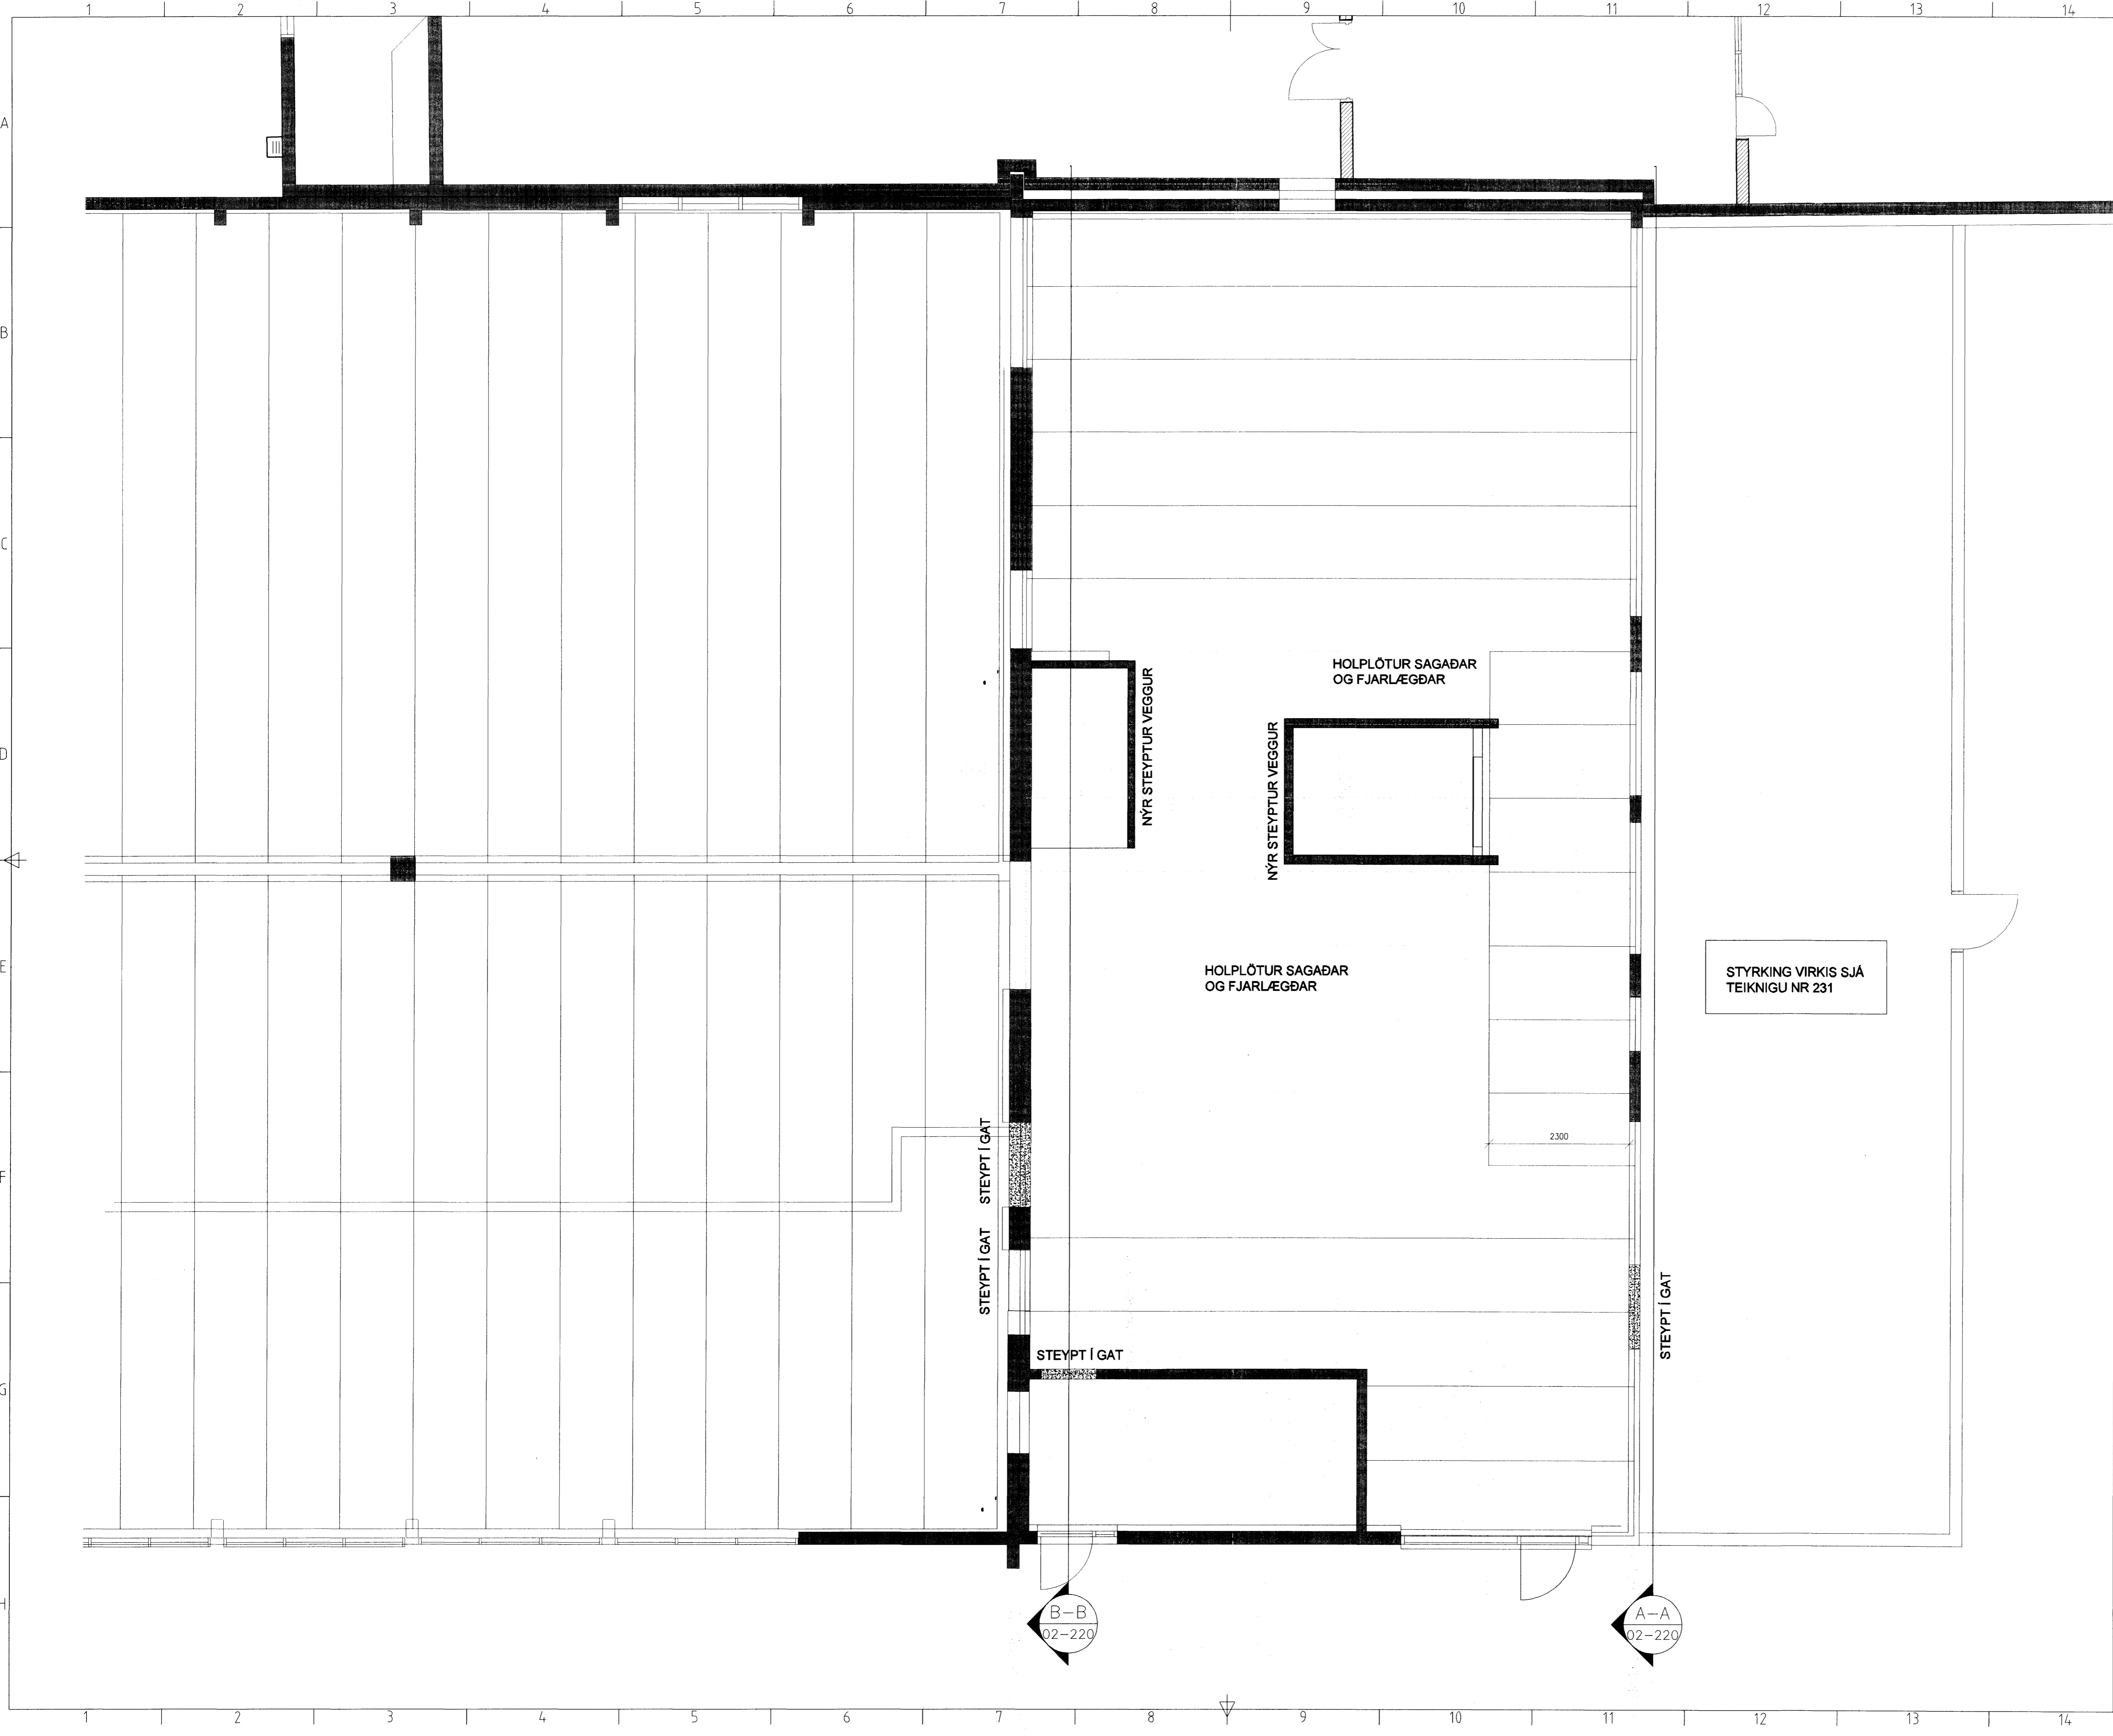 1 2 3 4 5 6 7 8 9 10 11 12 13 14
A
B
C
D
E
F
G
H
HOLPLÖTUR SAGAÐAR
OG FJARLÆGÐAR
NÝR STEYPTUR VEGGUR
NÝR STEYPTUR VEGGUR
HOLPLÖTUR SAGAÐAR
OG FJARLÆGÐAR
STYRKING VIRKIS SJÁ
TEIKNIGU NR 231
2300
STEYPT Í GAT
STEYPT Í GAT
STEYPT Í GAT
STEYPT Í GAT
B-B
02-220
A-A
02-220
1 2 3 4 5 6 7 8 9 10 11 12 13 14